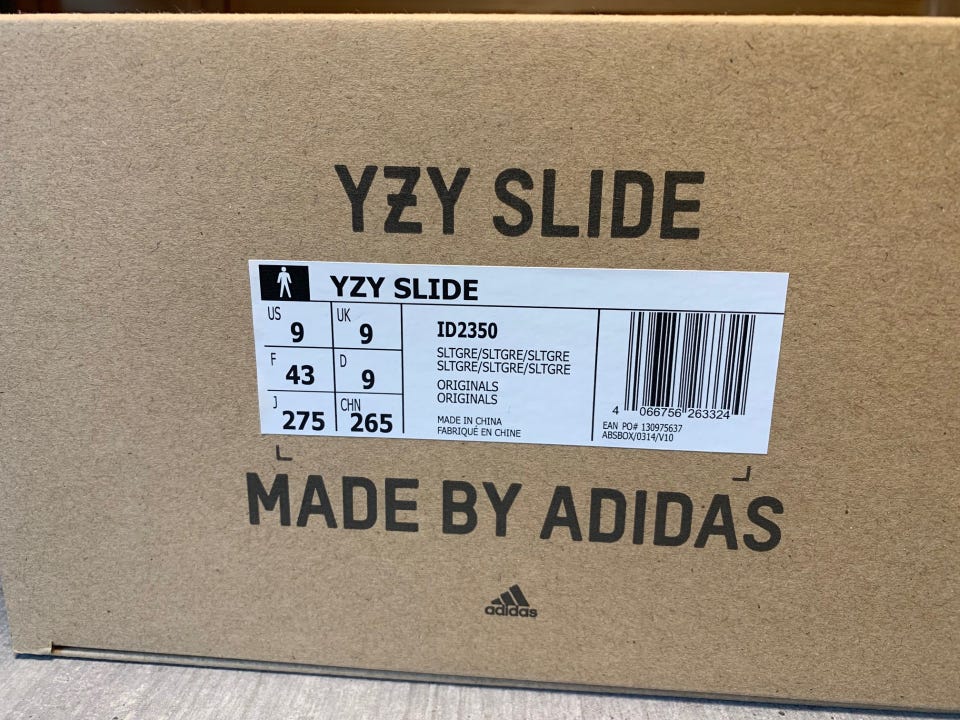 YZY SLIDE
YZY SLIDE
US 9 UK 9
F 43 D 9
J 275 CHN 265
ID2350
SLTGRE/SLTGRE/SLTGRE
SLTGRE/SLTGRE/SLTGRE
ORIGINALS
ORIGINALS
MADE IN CHINA
FABRIQUÉ EN CHINE
4 066756 263324
EAN PO# 130975637
ABSBOX/0314/V10
MADE BY ADIDAS
adidas